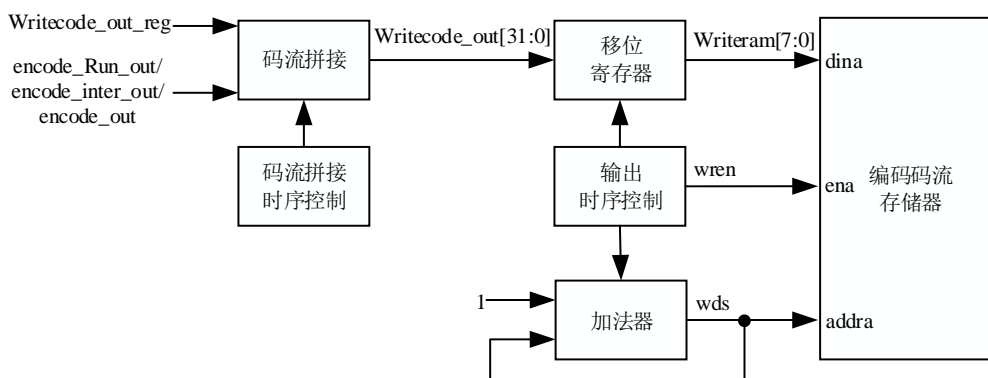 Writecode_out_reg
encode_Run_out/
encode_inter_out/
encode_out
码流拼接
Writecode_out[31:0]
移位
寄存器
Writeram[7:0]
dina
码流拼接
时序控制
输出
时序控制
wren
ena
编码码流
存储器
1
加法器
wds
addra